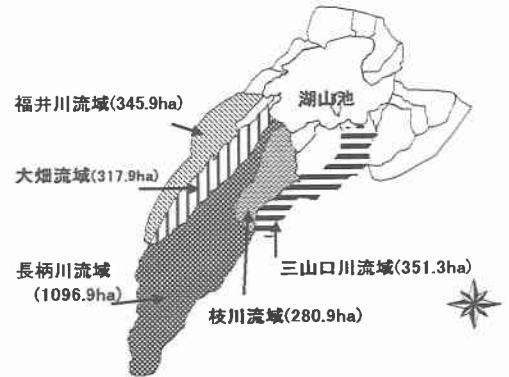 湖山池
福井川流域(345.9ha)
大畑流域(317.9ha)
長柄川流域
(1096.9ha)
三山口川流域(351.3ha)
枝川流域(280.9ha)